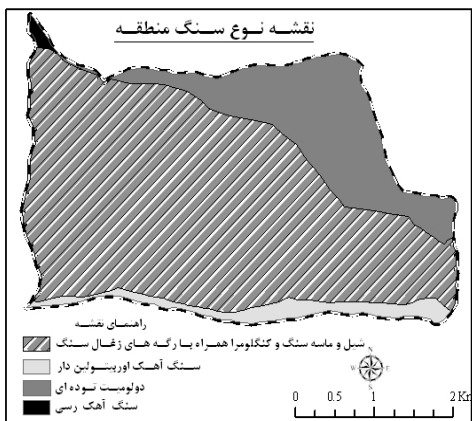 نقشه نوع سنگ منطقه
راهنمای نقشه
شیل و ماسه سنگ و کنگلومرا همراه با رگه های زغال سنگ
سنگ آهک اوربیتولین دار
دولومیت توده ای
سنگ آهک رسی
N
W E
S
0 0.5 1 2 Km